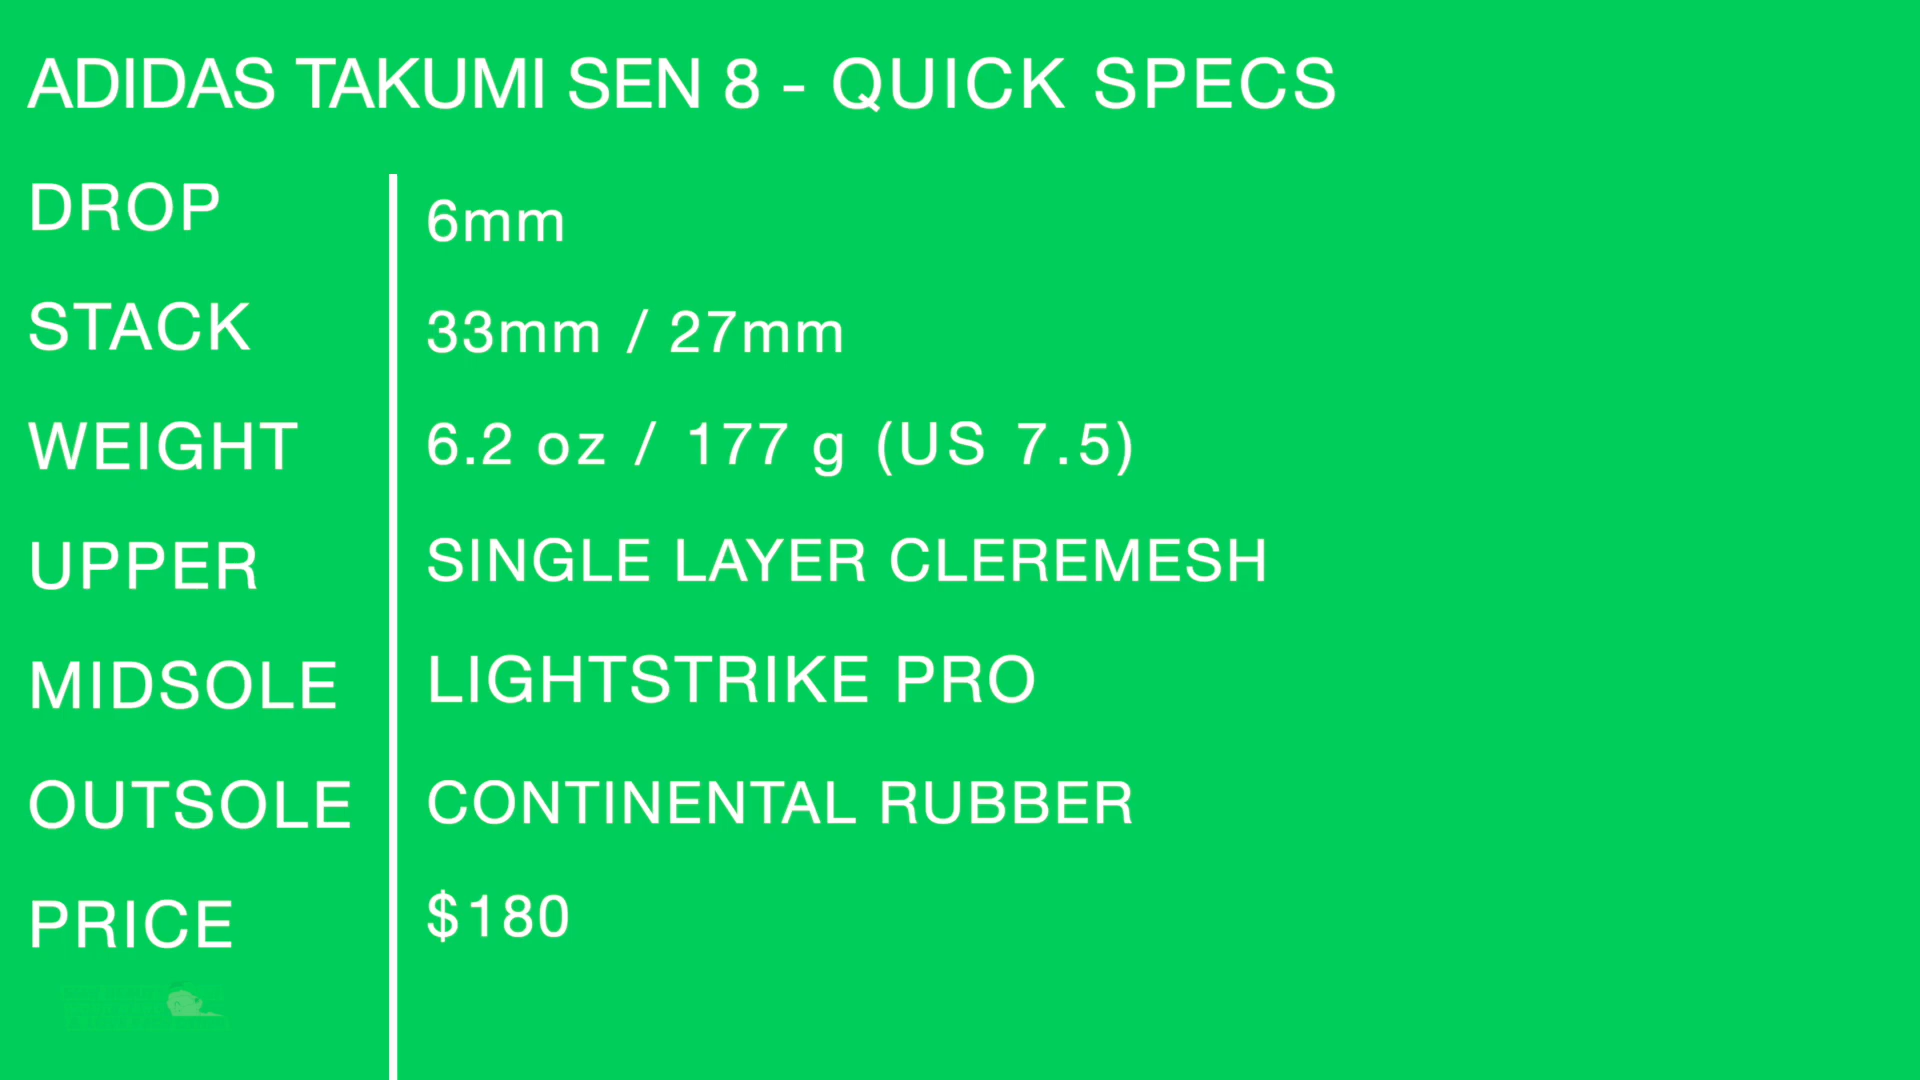 ADIDAS TAKUMI SEN 8 - QUICK SPECS
DROP 6mm
STACK 33mm / 27mm
WEIGHT 6.2 oz / 177 g (US 7.5)
UPPER SINGLE LAYER CLEREMESH
MIDSOLE LIGHTSTRIKE PRO
OUTSOLE CONTINENTAL RUBBER
PRICE $180